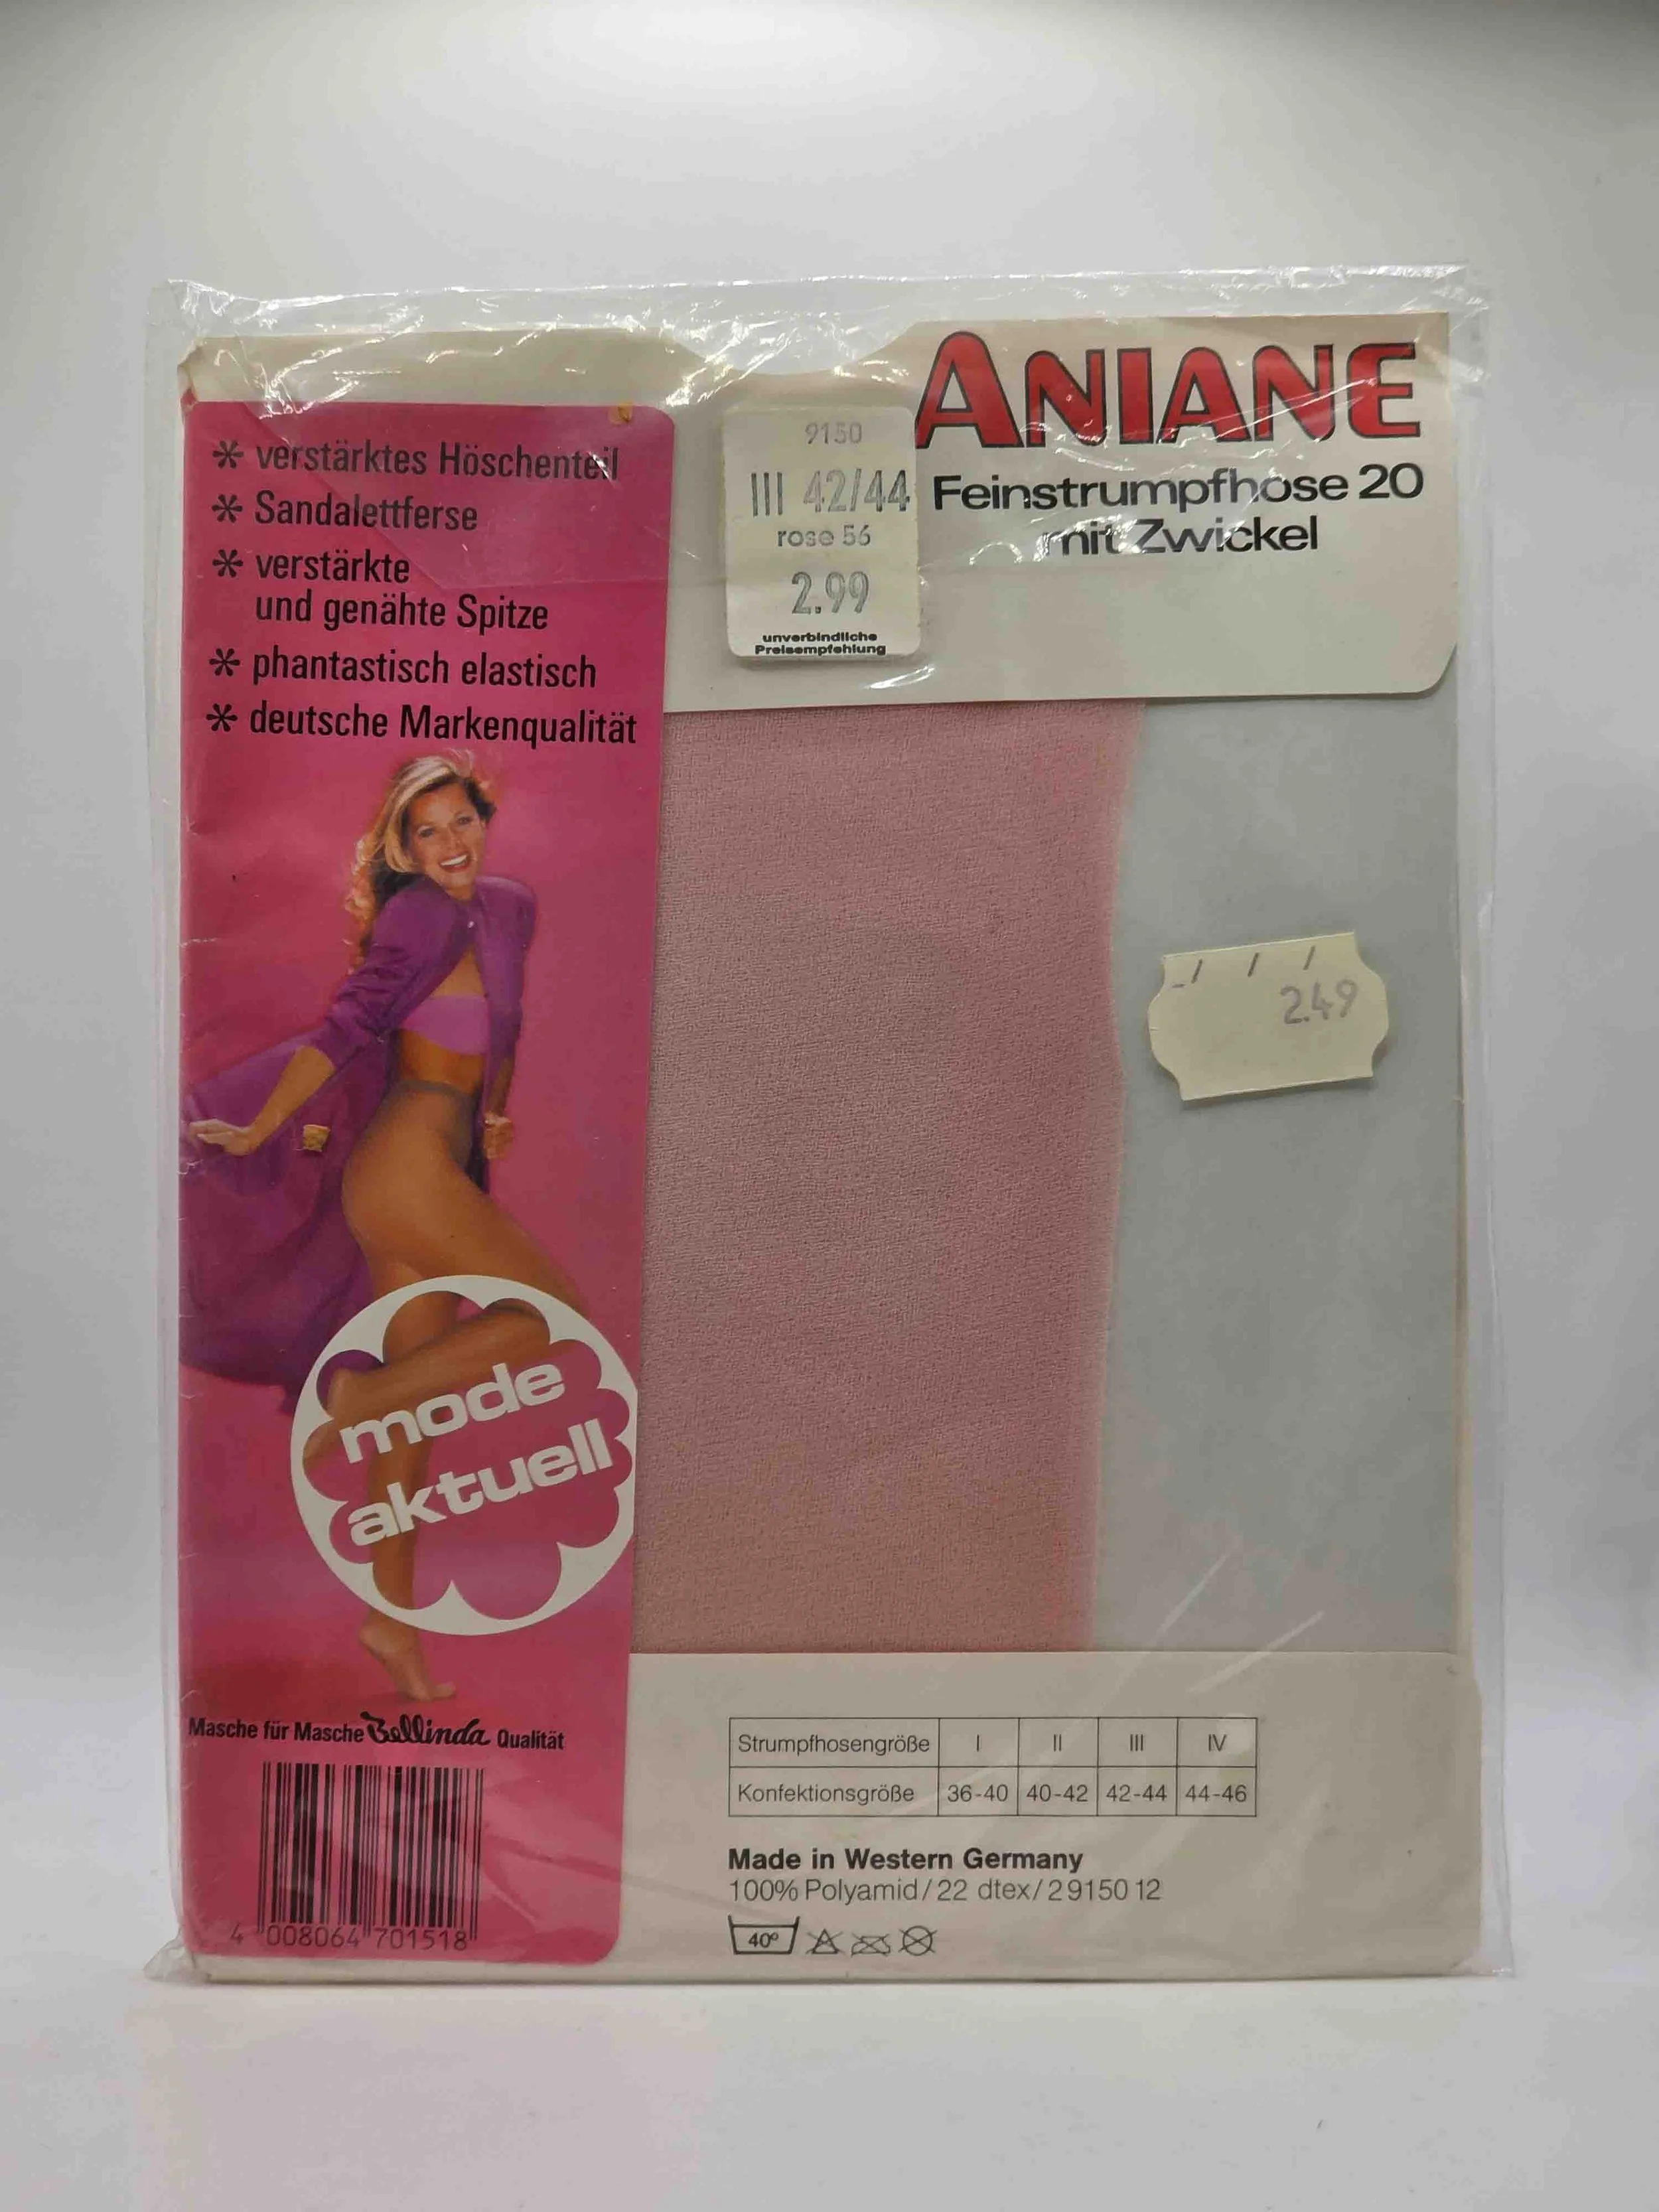 ANIANE
Feinstrumpfhose 20
mit Zwickel
9150
III 42/44
rose 56
2.99
unverbindliche
Preisempfehlung
* verstärktes Höschenteil
* Sandalettferse
* verstärkte
und genähte Spitze
* phantastisch elastisch
* deutsche Markenqualität
2.49
mode
aktuell
Masche für Masche Bellinda Qualität
4 008064 701518
Strumpfhosengröße I II III IV
Konfektionsgröße 36-40 40-42 42-44 44-46
Made in Western Germany
100% Polyamid/22 dtex/2 9150 12
40°